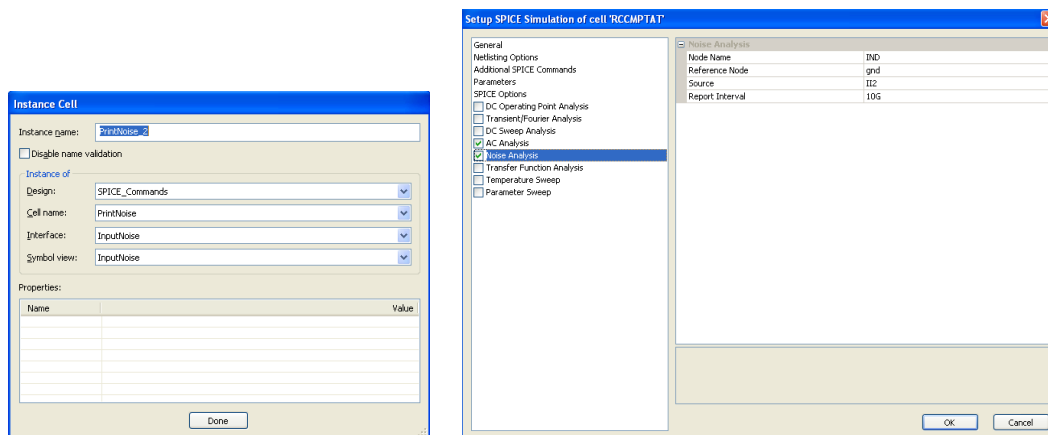 Instance Cell
Instance name: PrintNoise_2
Disable name validation
Instance of
Design: SPICE_Commands
Cell name: PrintNoise
Interface: InputNoise
Symbol view: InputNoise
Properties:
Name Value
Done
Setup SPICE Simulation of cell 'RCCMPTAT'
General
Netlisting Options
Additional SPICE Commands
Parameters
SPICE Options
DC Operating Point Analysis
Transient/Fourier Analysis
DC Sweep Analysis
AC Analysis
Noise Analysis
Transfer Function Analysis
Temperature Sweep
Parameter Sweep
Noise Analysis
Node Name IND
Reference Node gnd
Source II2
Report Interval 10G
OK Cancel